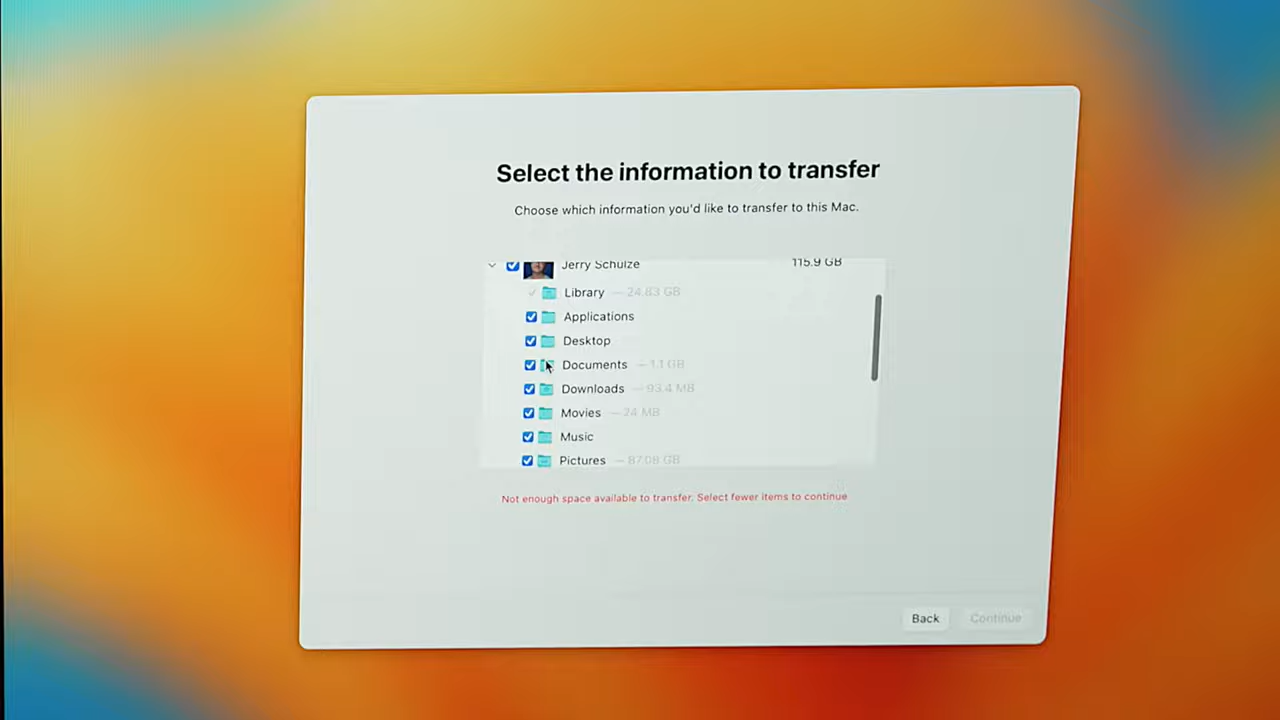 Select the information to transfer
Choose which information you'd like to transfer to this Mac.
Jerry Schulze 115.9 GB
Library — 24.83 GB
Applications
Desktop
Documents — 1.1 GB
Downloads — 93.4 MB
Movies — 24 MB
Music
Pictures — 87.08 GB
Not enough space available to transfer. Select fewer items to continue
Back Continue